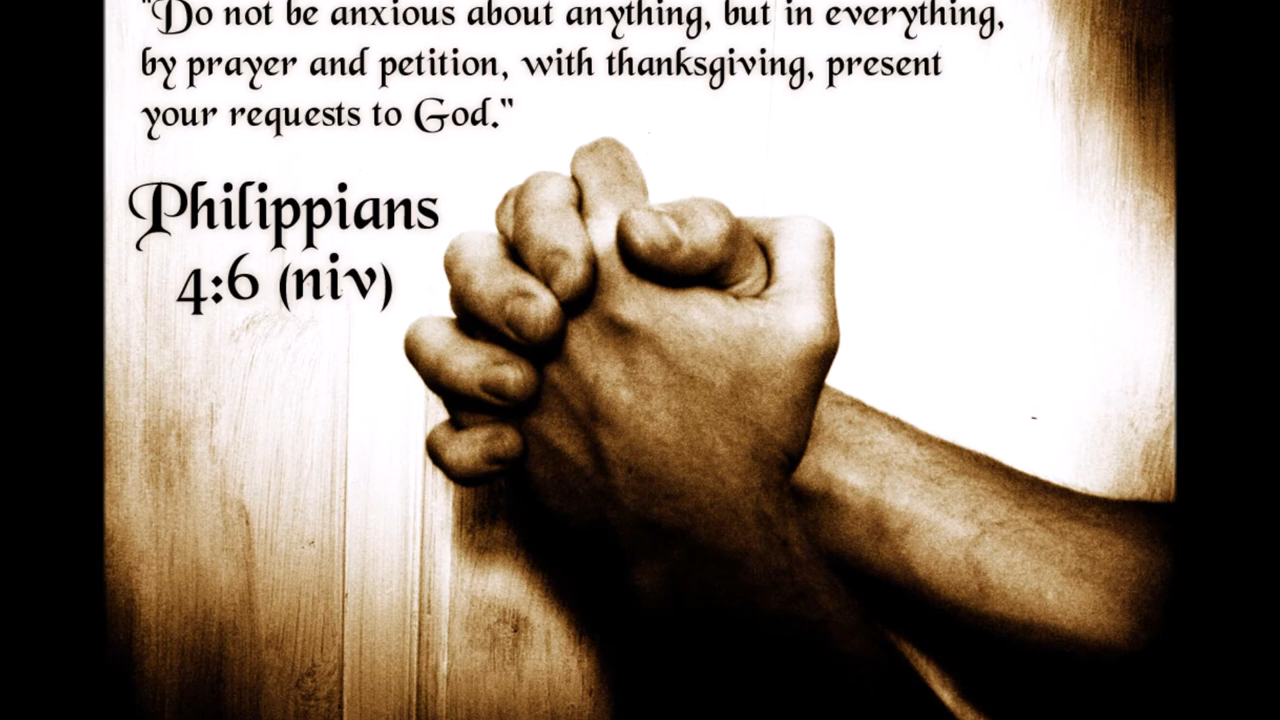 "Do not be anxious about anything, but in everything,
by prayer and petition, with thanksgiving, present
your requests to God."
Philippians
4:6 (niv)